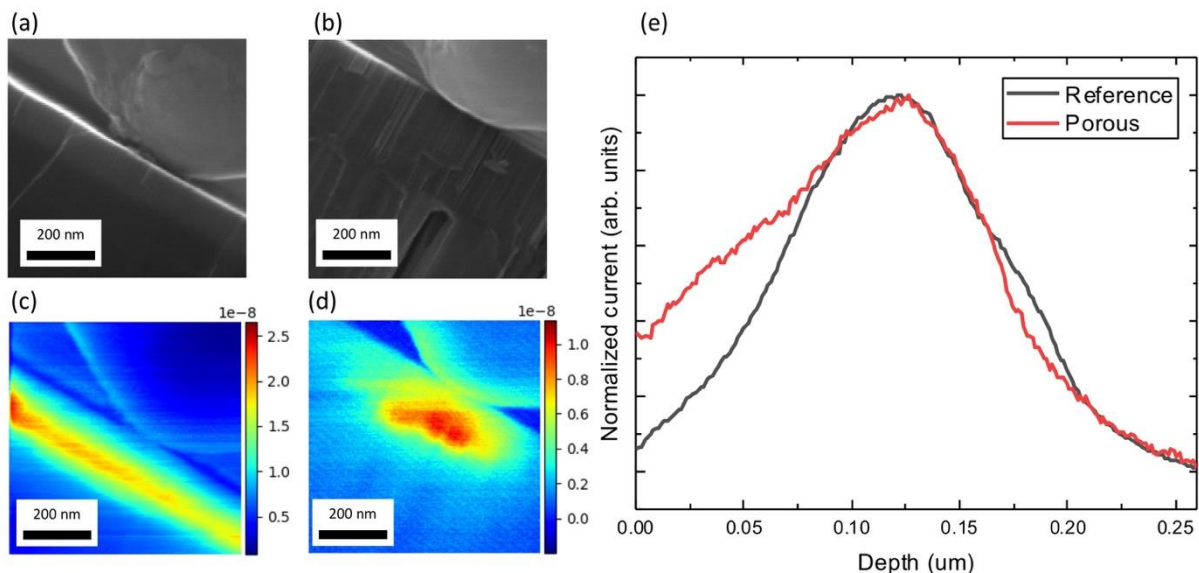 (a)
(b)
(e)
200 nm
200 nm
(c)
(d)
1e-8
1e-8
2.5
2.0
1.5
1.0
0.5
1.0
0.8
0.6
0.4
0.2
0.0
200 nm
200 nm
Reference
Porous
Normalized current (arb. units)
0.00
0.05
0.10
0.15
0.20
0.25
Depth (um)